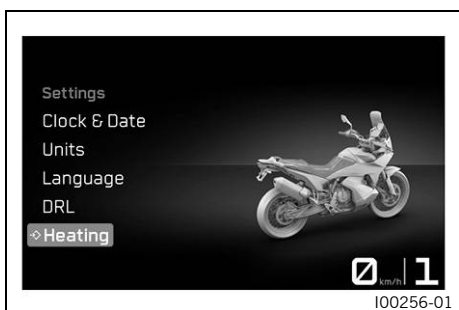 Settings
Clock & Date
Units
Language
DRL
Heating
0 km/h 1
I00256-01